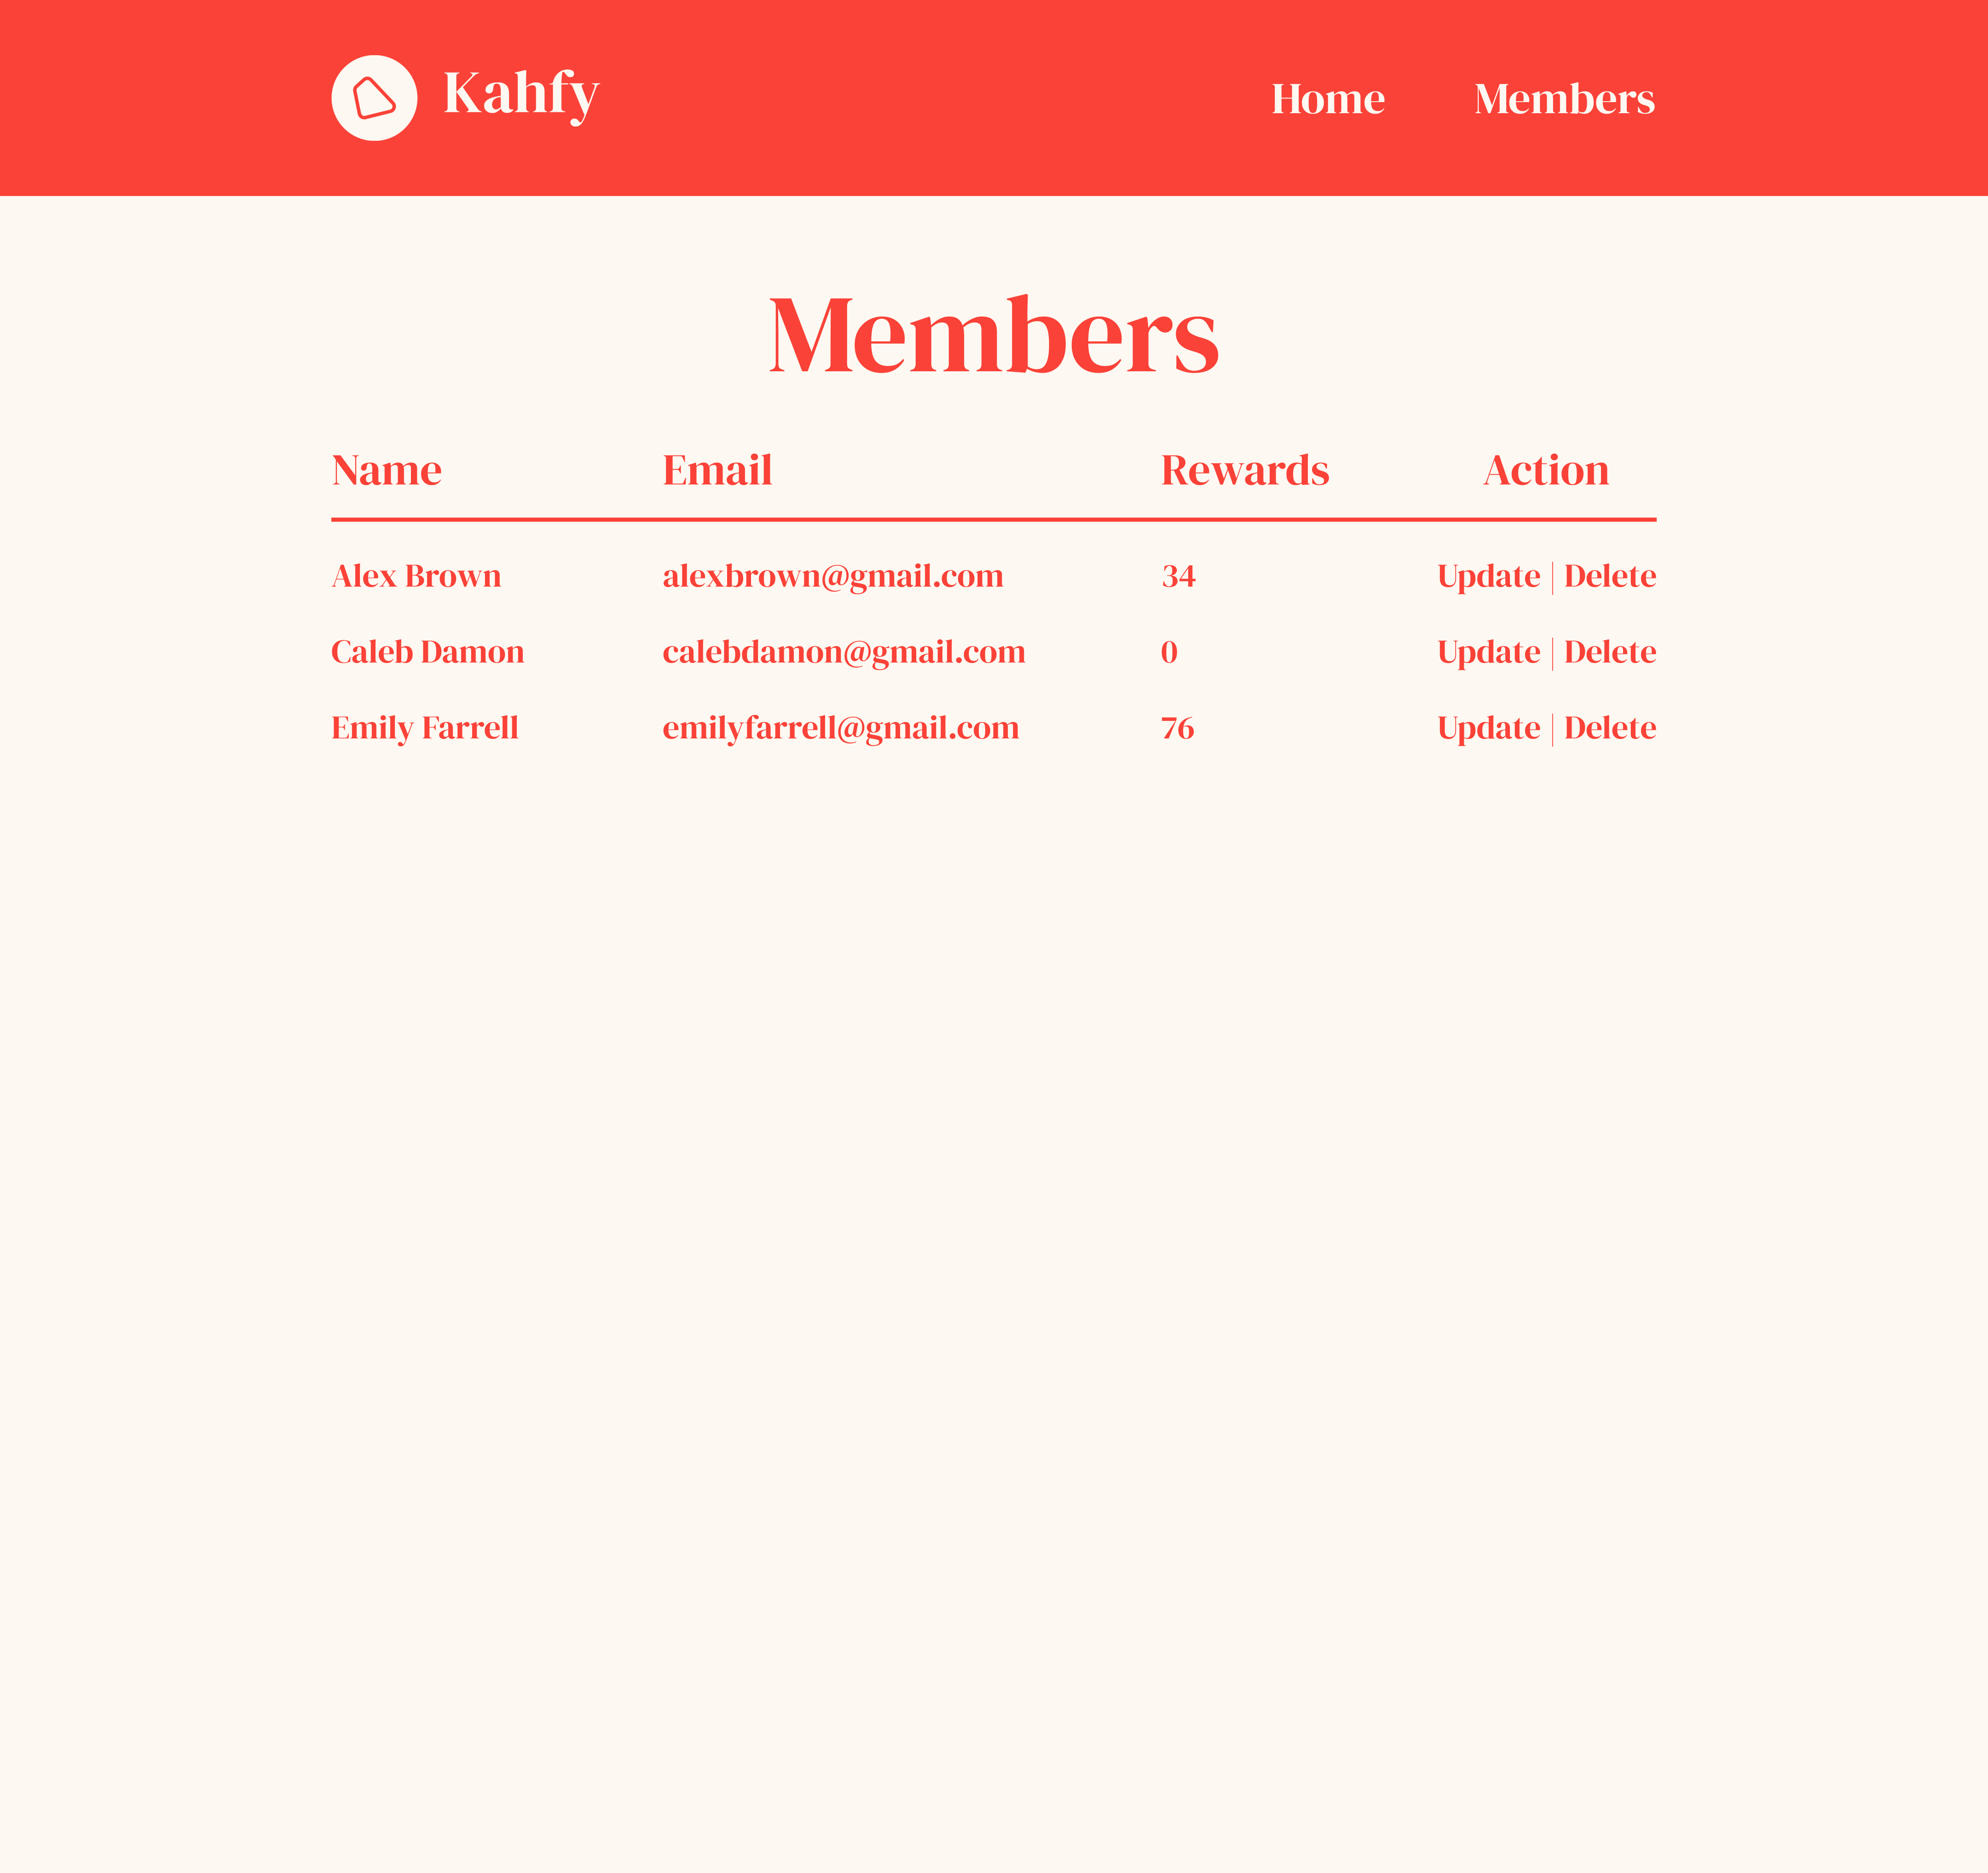 Kahfy Home Members
Members
Name Email Rewards Action
Alex Brown alexbrown@gmail.com 34 Update | Delete
Caleb Damon calebdamon@gmail.com 0 Update | Delete
Emily Farrell emilyfarrell@gmail.com 76 Update | Delete